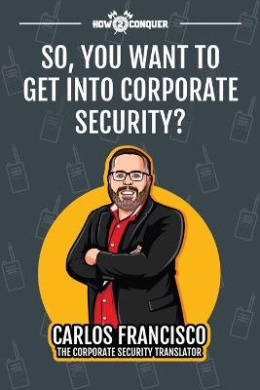 HOW 2 CONQUER
SO, YOU WANT TO
GET INTO CORPORATE
SECURITY?
CARLOS FRANCISCO
THE CORPORATE SECURITY TRANSLATOR